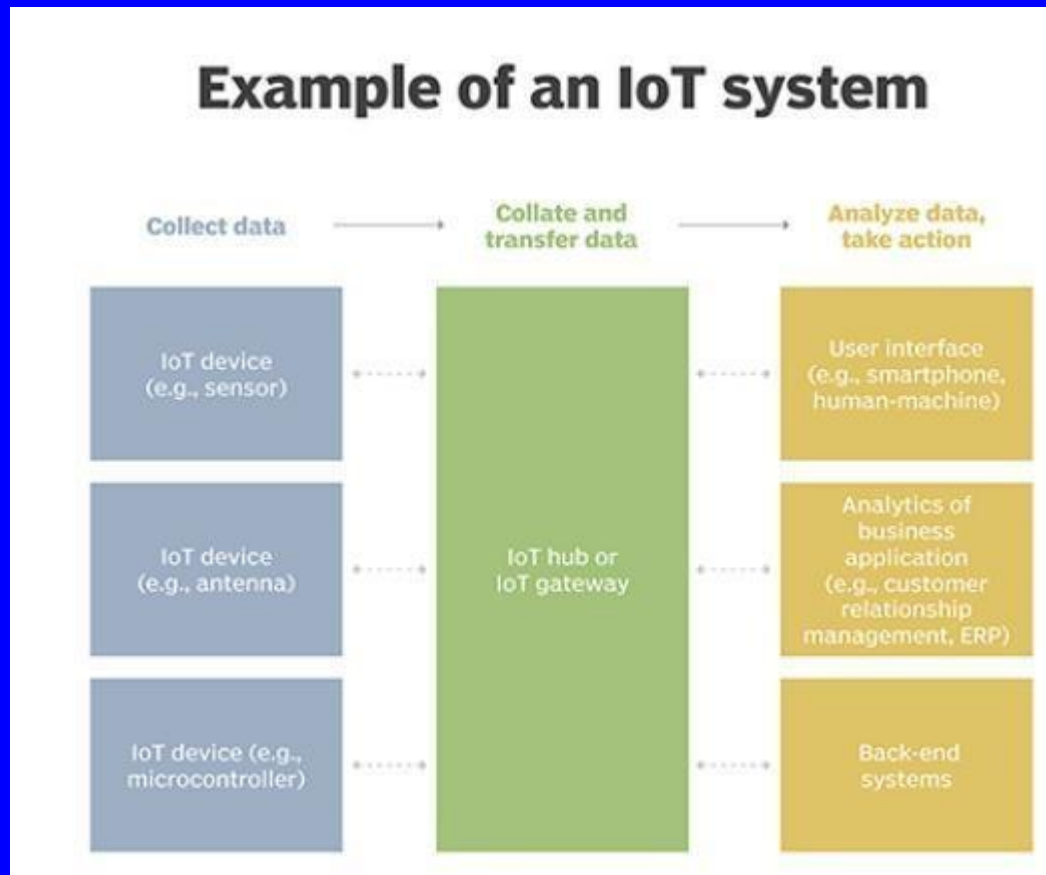 Example of an IoT system
Collect data
Collate and
transfer data
Analyze data,
take action
IoT device
(e.g., sensor)
IoT device
(e.g., antenna)
IoT device (e.g.,
microcontroller)
IoT hub or
IoT gateway
User interface
(e.g., smartphone,
human-machine)
Analytics of
business
application
(e.g., customer
relationship
management, ERP)
Back-end
systems